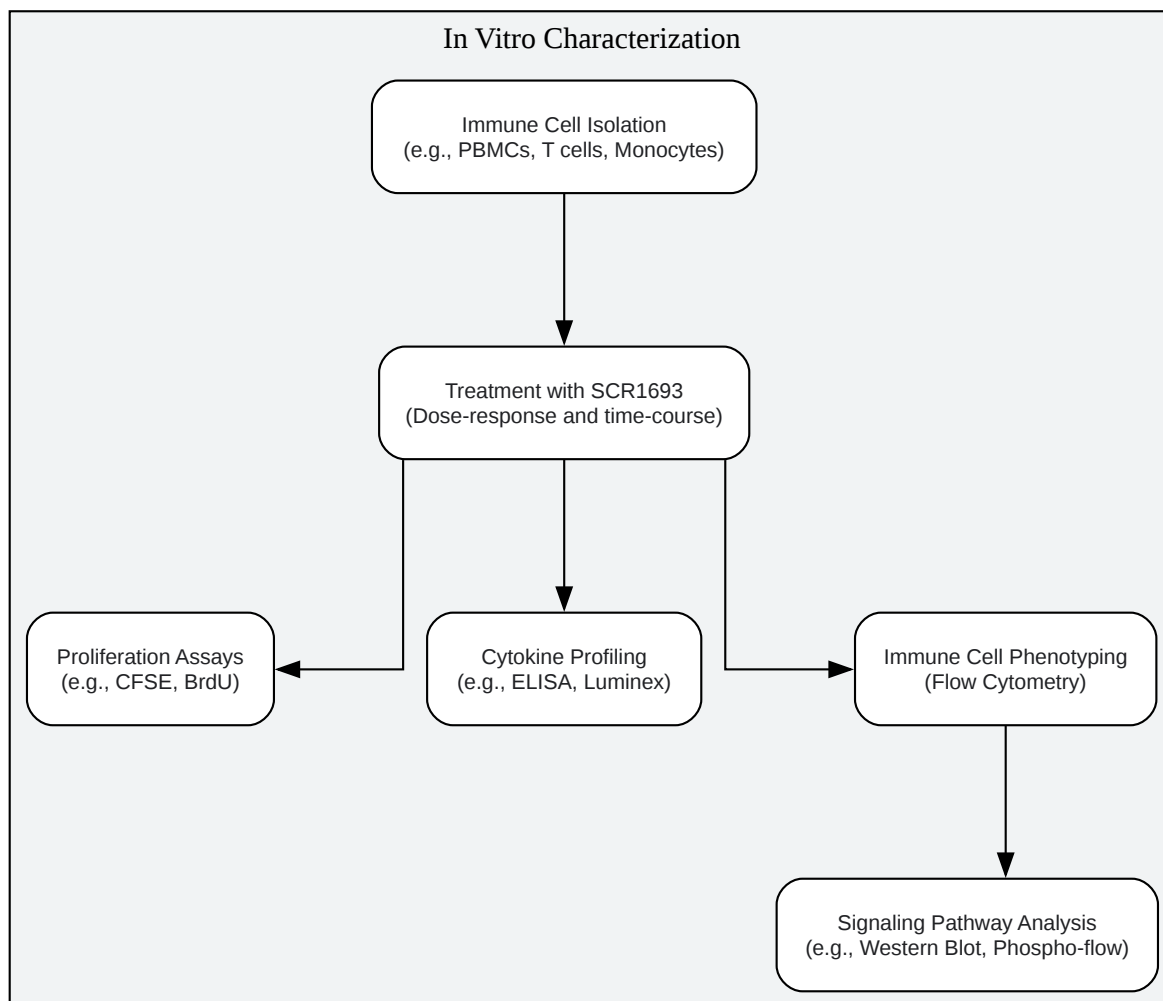 In Vitro Characterization
Immune Cell Isolation
(e.g., PBMCs, T cells, Monocytes)
Treatment with SCR1693
(Dose-response and time-course)
Proliferation Assays
(e.g., CFSE, BrdU)
Cytokine Profiling
(e.g., ELISA, Luminex)
Immune Cell Phenotyping
(Flow Cytometry)
Signaling Pathway Analysis
(e.g., Western Blot, Phospho-flow)